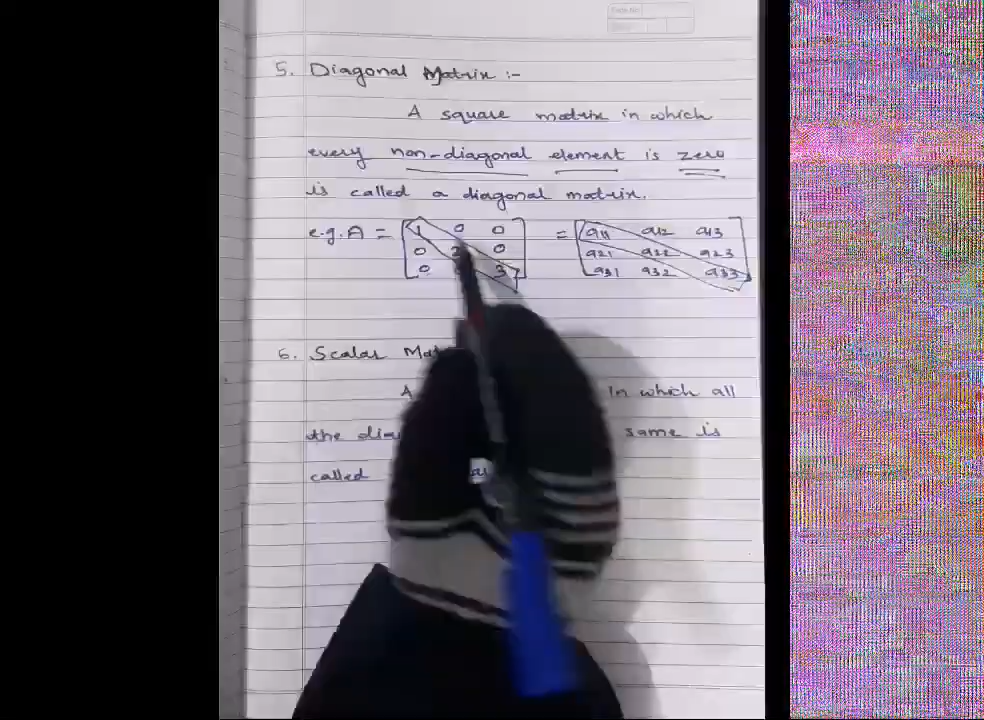 5. Diagonal Matrix :-
A square matrix in which
every non-diagonal element is zero
is called a diagonal matrix.
e.g. A = [ 1 0 0 = [ a11 a12 a13
0 2 0 a21 a22 a23
0 3 ] a31 a32 a33 ]
6. Scalar
A in which all
the same is
called